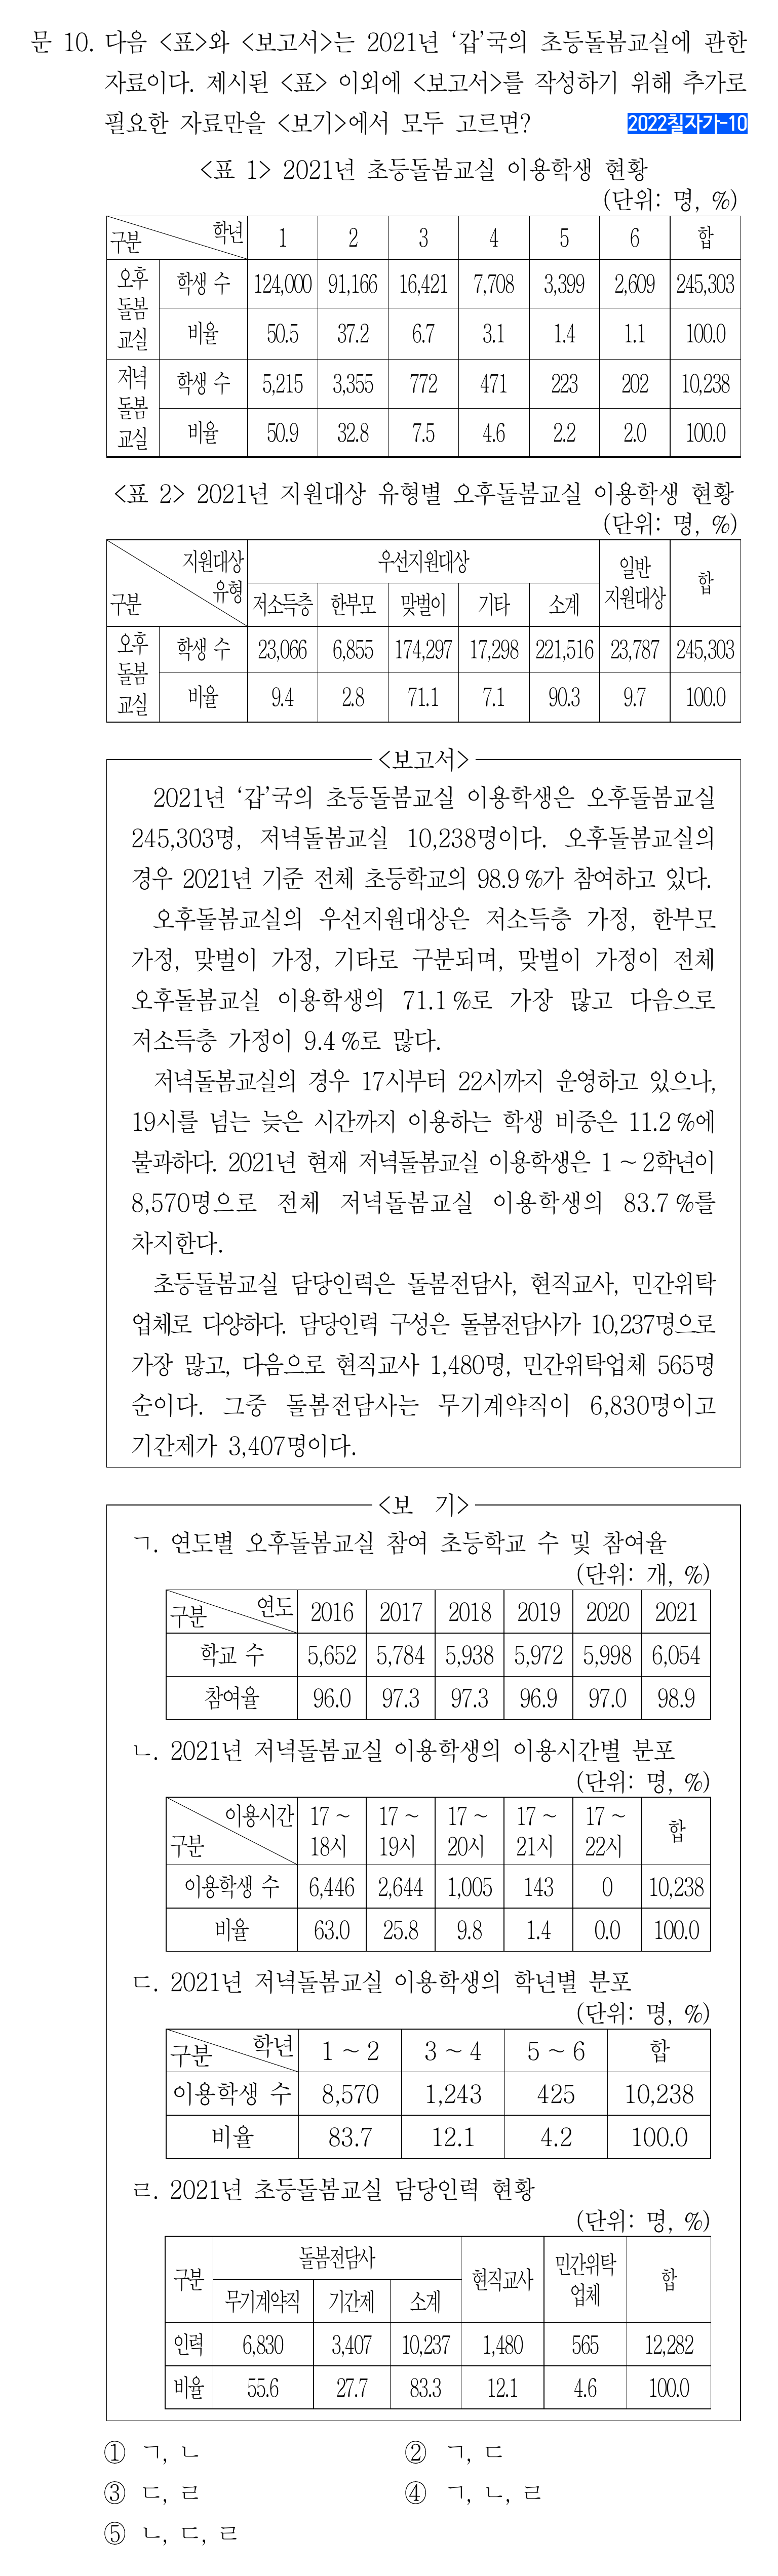 문 10. 다음 <표>와 <보고서>는 2021년 ‘갑’국의 초등돌봄교실에 관한
자료이다. 제시된 <표> 이외에 <보고서>를 작성하기 위해 추가로
필요한 자료만을 <보기>에서 모두 고르면?
2022칠자가-10
<표 1> 2021년 초등돌봄교실 이용학생 현황
(단위: 명, %)
구분 학년 1 2 3 4 5 6 합
오후돌봄교실 학생 수 124,000 91,166 16,421 7,708 3,399 2,609 245,303
비율 50.5 37.2 6.7 3.1 1.4 1.1 100.0
저녁돌봄교실 학생 수 5,215 3,355 772 471 223 202 10,238
비율 50.9 32.8 7.5 4.6 2.2 2.0 100.0
<표 2> 2021년 지원대상 유형별 오후돌봄교실 이용학생 현황
(단위: 명, %)
구분 지원대상 유형 우선지원대상 일반지원대상 합
저소득층 한부모 맞벌이 기타 소계
오후돌봄교실 학생 수 23,066 6,855 174,297 17,298 221,516 23,787 245,303
비율 9.4 2.8 71.1 7.1 90.3 9.7 100.0
<보고서>
2021년 ‘갑’국의 초등돌봄교실 이용학생은 오후돌봄교실
245,303명, 저녁돌봄교실 10,238명이다. 오후돌봄교실의
경우 2021년 기준 전체 초등학교의 98.9 %가 참여하고 있다.
오후돌봄교실의 우선지원대상은 저소득층 가정, 한부모
가정, 맞벌이 가정, 기타로 구분되며, 맞벌이 가정이 전체
오후돌봄교실 이용학생의 71.1 %로 가장 많고 다음으로
저소득층 가정이 9.4 %로 많다.
저녁돌봄교실의 경우 17시부터 22시까지 운영하고 있으나,
19시를 넘는 늦은 시간까지 이용하는 학생 비중은 11.2 %에
불과하다. 2021년 현재 저녁돌봄교실 이용학생은 1 ~ 2학년이
8,570명으로 전체 저녁돌봄교실 이용학생의 83.7 %를
차지한다.
초등돌봄교실 담당인력은 돌봄전담사, 현직교사, 민간위탁
업체로 다양하다. 담당인력 구성은 돌봄전담사가 10,237명으로
가장 많고, 다음으로 현직교사 1,480명, 민간위탁업체 565명
순이다. 그중 돌봄전담사는 무기계약직이 6,830명이고
기간제가 3,407명이다.
<보 기>
ㄱ. 연도별 오후돌봄교실 참여 초등학교 수 및 참여율
(단위: 개, %)
구분 연도 2016 2017 2018 2019 2020 2021
학교 수 5,652 5,784 5,938 5,972 5,998 6,054
참여율 96.0 97.3 97.3 96.9 97.0 98.9
ㄴ. 2021년 저녁돌봄교실 이용학생의 이용시간별 분포
(단위: 명, %)
구분 이용시간 17 ~ 18시 17 ~ 19시 17 ~ 20시 17 ~ 21시 17 ~ 22시 합
이용학생 수 6,446 2,644 1,005 143 0 10,238
비율 63.0 25.8 9.8 1.4 0.0 100.0
ㄷ. 2021년 저녁돌봄교실 이용학생의 학년별 분포
(단위: 명, %)
구분 학년 1 ~ 2 3 ~ 4 5 ~ 6 합
이용학생 수 8,570 1,243 425 10,238
비율 83.7 12.1 4.2 100.0
ㄹ. 2021년 초등돌봄교실 담당인력 현황
(단위: 명, %)
구분 돌봄전담사 현직교사 민간위탁업체 합
무기계약직 기간제 소계
인력 6,830 3,407 10,237 1,480 565 12,282
비율 55.6 27.7 83.3 12.1 4.6 100.0
① ㄱ, ㄴ
② ㄱ, ㄷ
③ ㄷ, ㄹ
④ ㄱ, ㄴ, ㄹ
⑤ ㄴ, ㄷ, ㄹ